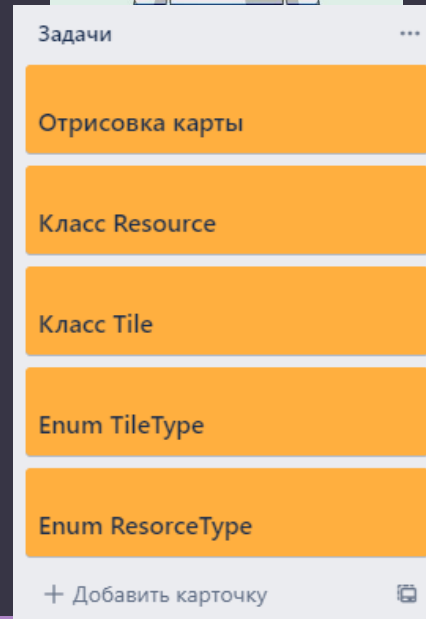 Задачи
Отрисовка карты
Класс Resource
Класс Tile
Enum TileType
Enum ResorceType
+ Добавить карточку